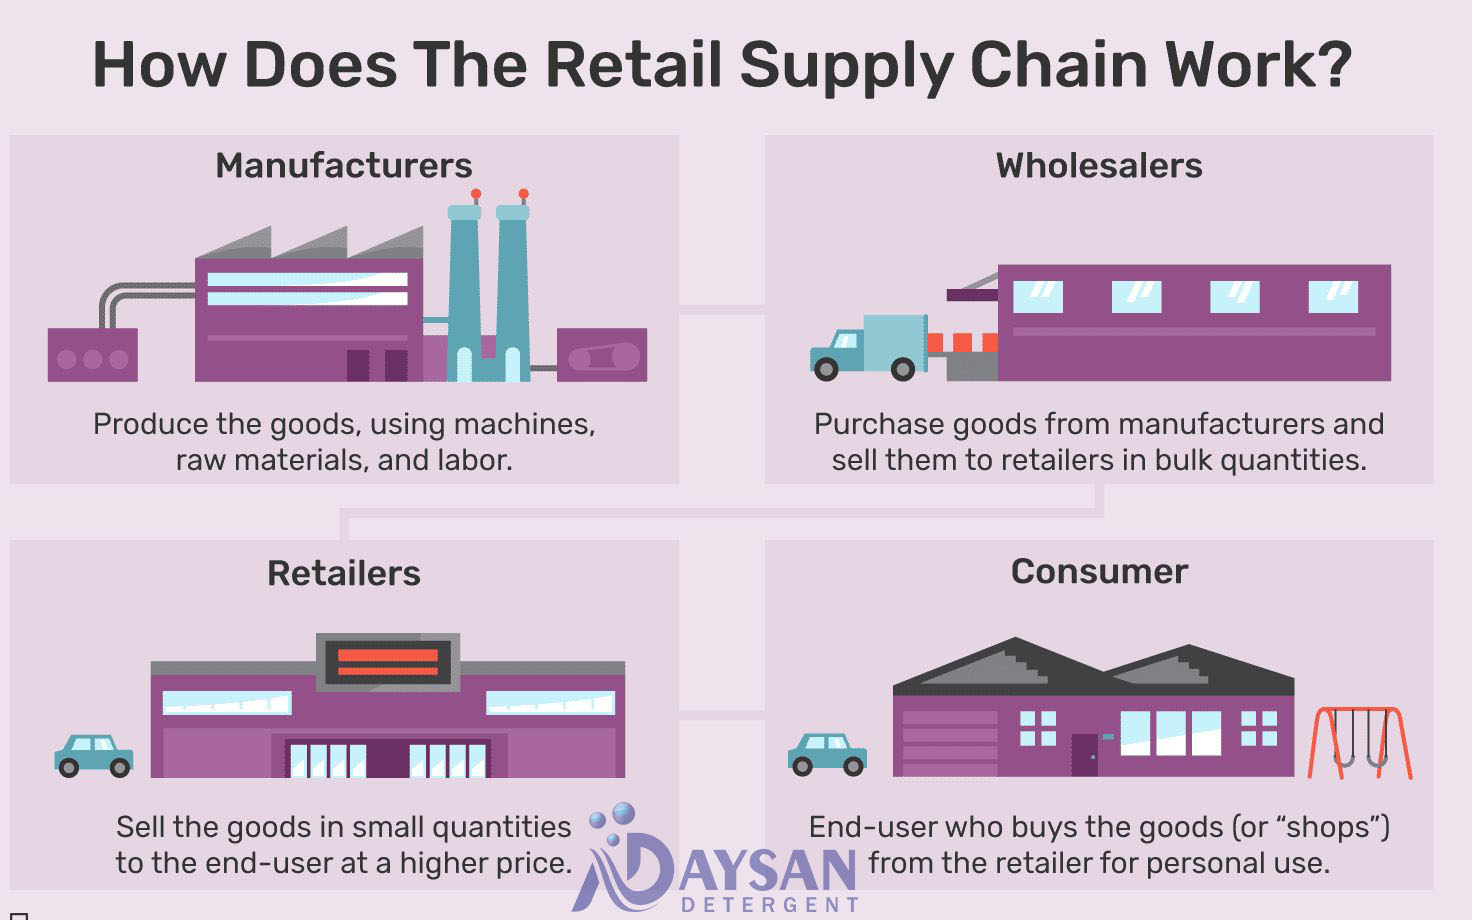 How Does The Retail Supply Chain Work?
Manufacturers
Produce the goods, using machines,
raw materials, and labor.
Wholesalers
Purchase goods from manufacturers and
sell them to retailers in bulk quantities.
Retailers
Sell the goods in small quantities
to the end-user at a higher price.
Consumer
End-user who buys the goods (or “shops”)
from the retailer for personal use.
DAYSAN
DETERGENT